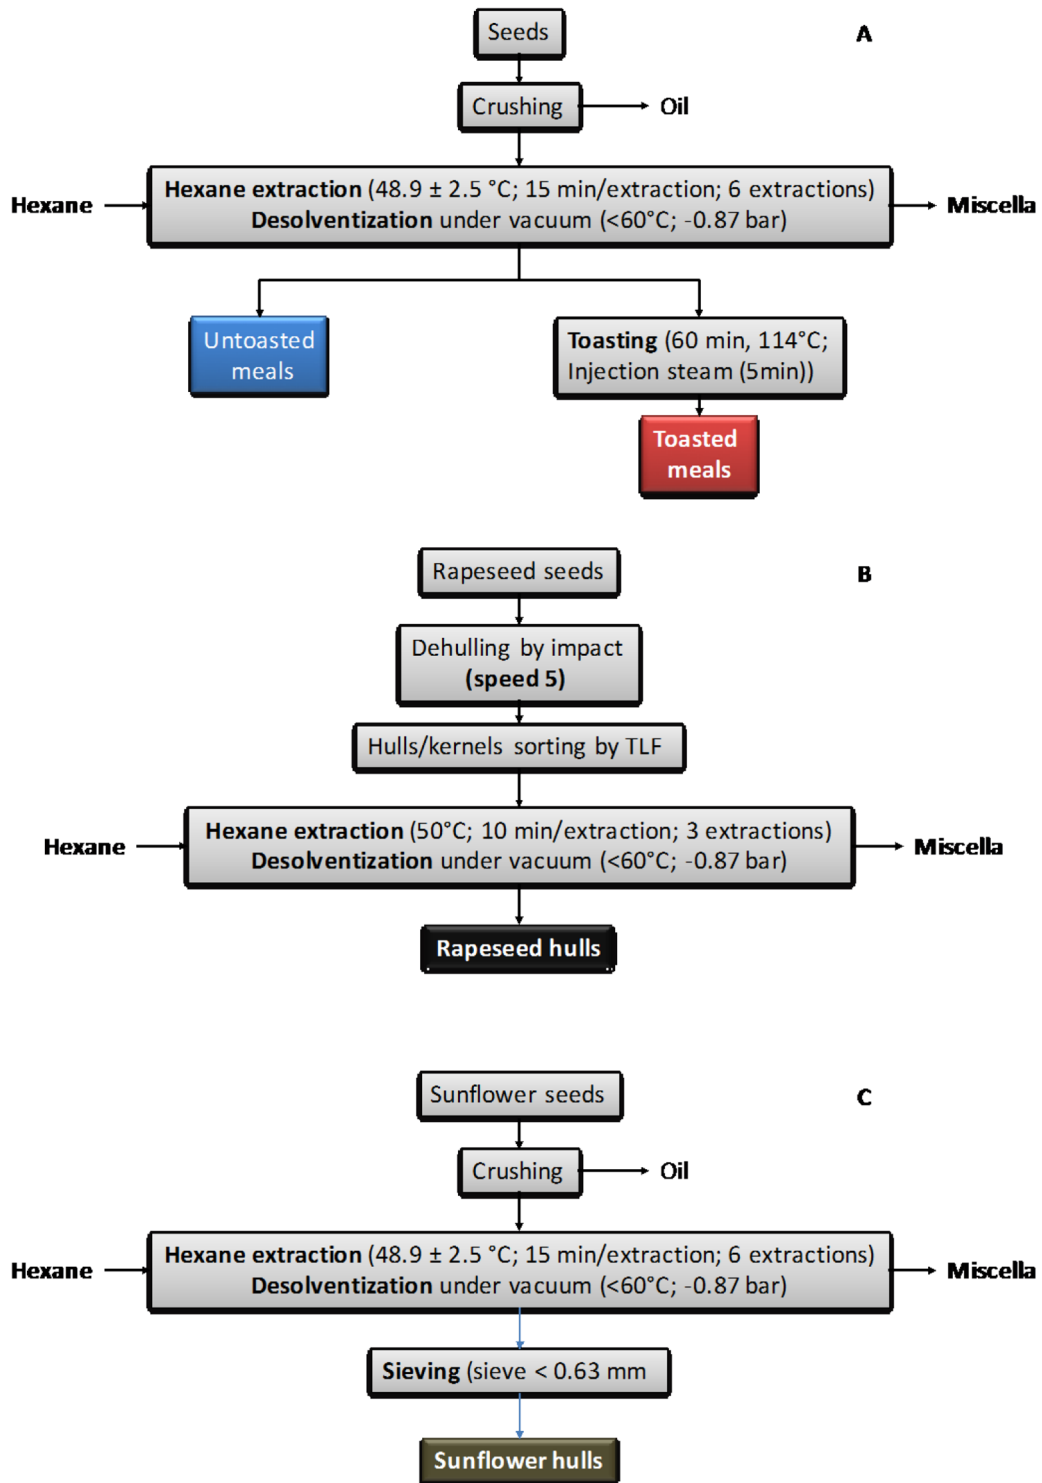 Seeds
A
Crushing
Oil
Hexane extraction (48.9 ± 2.5 °C; 15 min/extraction; 6 extractions)
Hexane
Miscella
Desolventization under vacuum (<60°C; -0.87 bar)
Untoasted
meals
Toasting (60 min, 114°C;
Injection steam (5min))
Toasted
meals
Rapeseed seeds
B
Dehulling by impact
(speed 5)
Hulls/kernels sorting by TLF
Hexane extraction (50°C; 10 min/extraction; 3 extractions)
Hexane
Miscella
Desolventization under vacuum (<60°C; -0.87 bar)
Rapeseed hulls
Sunflower seeds
C
Crushing
Oil
Hexane extraction (48.9 ± 2.5 °C; 15 min/extraction; 6 extractions)
Hexane
Miscella
Desolventization under vacuum (<60°C; -0.87 bar)
Sieving (sieve < 0.63 mm
Sunflower hulls